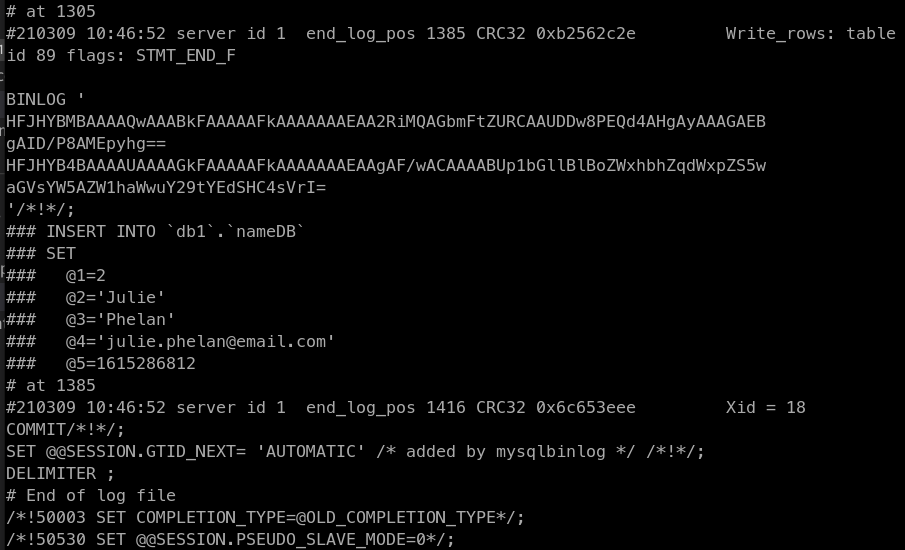 # at 1305
#210309 10:46:52 server id 1  end_log_pos 1385 CRC32 0xb2562c2e         Write_rows: table
id 89 flags: STMT_END_F
BINLOG '
HFJHYBMBAAAAQwAAABkFAAAAAFkAAAAAAAEAA2RiMQAGbmFtZURCAAUDDw8PEQd4AHgAyAAAGAEB
gAID/P8AMEpyhg==
HFJHYB4BAAAAUAAAAGkFAAAAAFkAAAAAAAEAAgAF/wACAAAABUp1bGllBlBoZWxhbhZqdWxpZS5w
aGVsYW5AZW1haWwuY29tYEdSHC4sVrI=
'/*!*/;
### INSERT INTO `db1`.`nameDB`
### SET
###   @1=2
###   @2='Julie'
###   @3='Phelan'
###   @4='julie.phelan@email.com'
###   @5=1615286812
# at 1385
#210309 10:46:52 server id 1  end_log_pos 1416 CRC32 0x6c653eee         Xid = 18
COMMIT/*!*/;
SET @@SESSION.GTID_NEXT= 'AUTOMATIC' /* added by mysqlbinlog */ /*!*/;
DELIMITER ;
# End of log file
/*!50003 SET COMPLETION_TYPE=@OLD_COMPLETION_TYPE*/;
/*!50530 SET @@SESSION.PSEUDO_SLAVE_MODE=0*/;